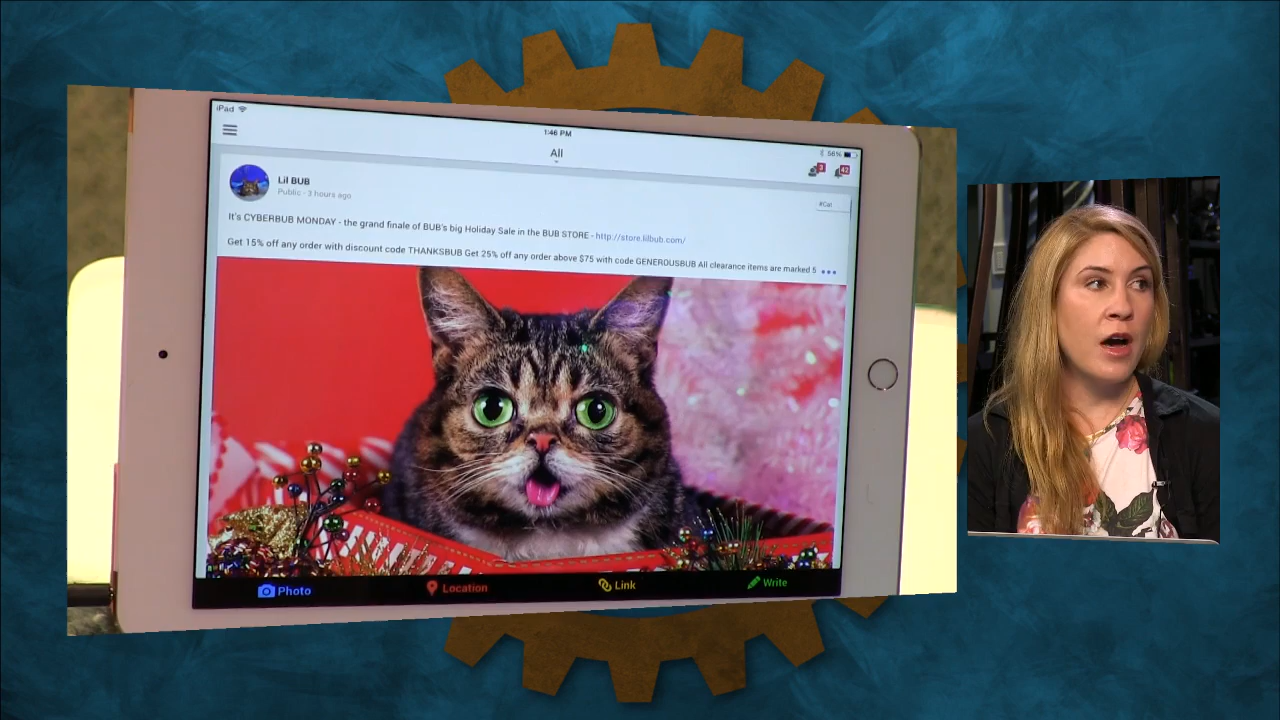 iPad
1:46 PM
56%
All
3
42
Lil BUB
Public - 3 hours ago
#Cat
It's CYBERBUB MONDAY - the grand finale of BUB's big Holiday Sale in the BUB STORE - http://store.lilbub.com/
Get 15% off any order with discount code THANKSBUB Get 25% off any order above $75 with code GENEROUSBUB All clearance items are marked 5 •••
Photo
Location
Link
Write